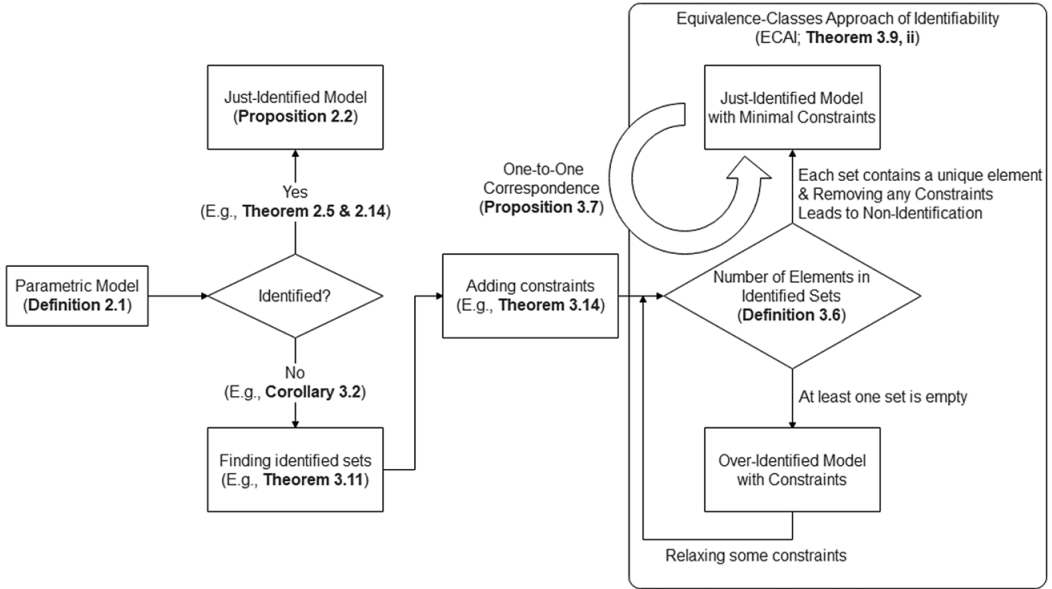 Equivalence-Classes Approach of Identifiability
(ECAI; Theorem 3.9, ii)
Just-Identified Model
(Proposition 2.2)
Just-Identified Model
with Minimal Constraints
One-to-One
Correspondence
(Proposition 3.7)
Each set contains a unique element
& Removing any Constraints
Leads to Non-Identification
Yes
(E.g., Theorem 2.5 & 2.14)
Parametric Model
(Definition 2.1)
Identified?
Adding constraints
(E.g., Theorem 3.14)
Number of Elements in
Identified Sets
(Definition 3.6)
No
(E.g., Corollary 3.2)
At least one set is empty
Finding identified sets
(E.g., Theorem 3.11)
Over-Identified Model
with Constraints
Relaxing some constraints